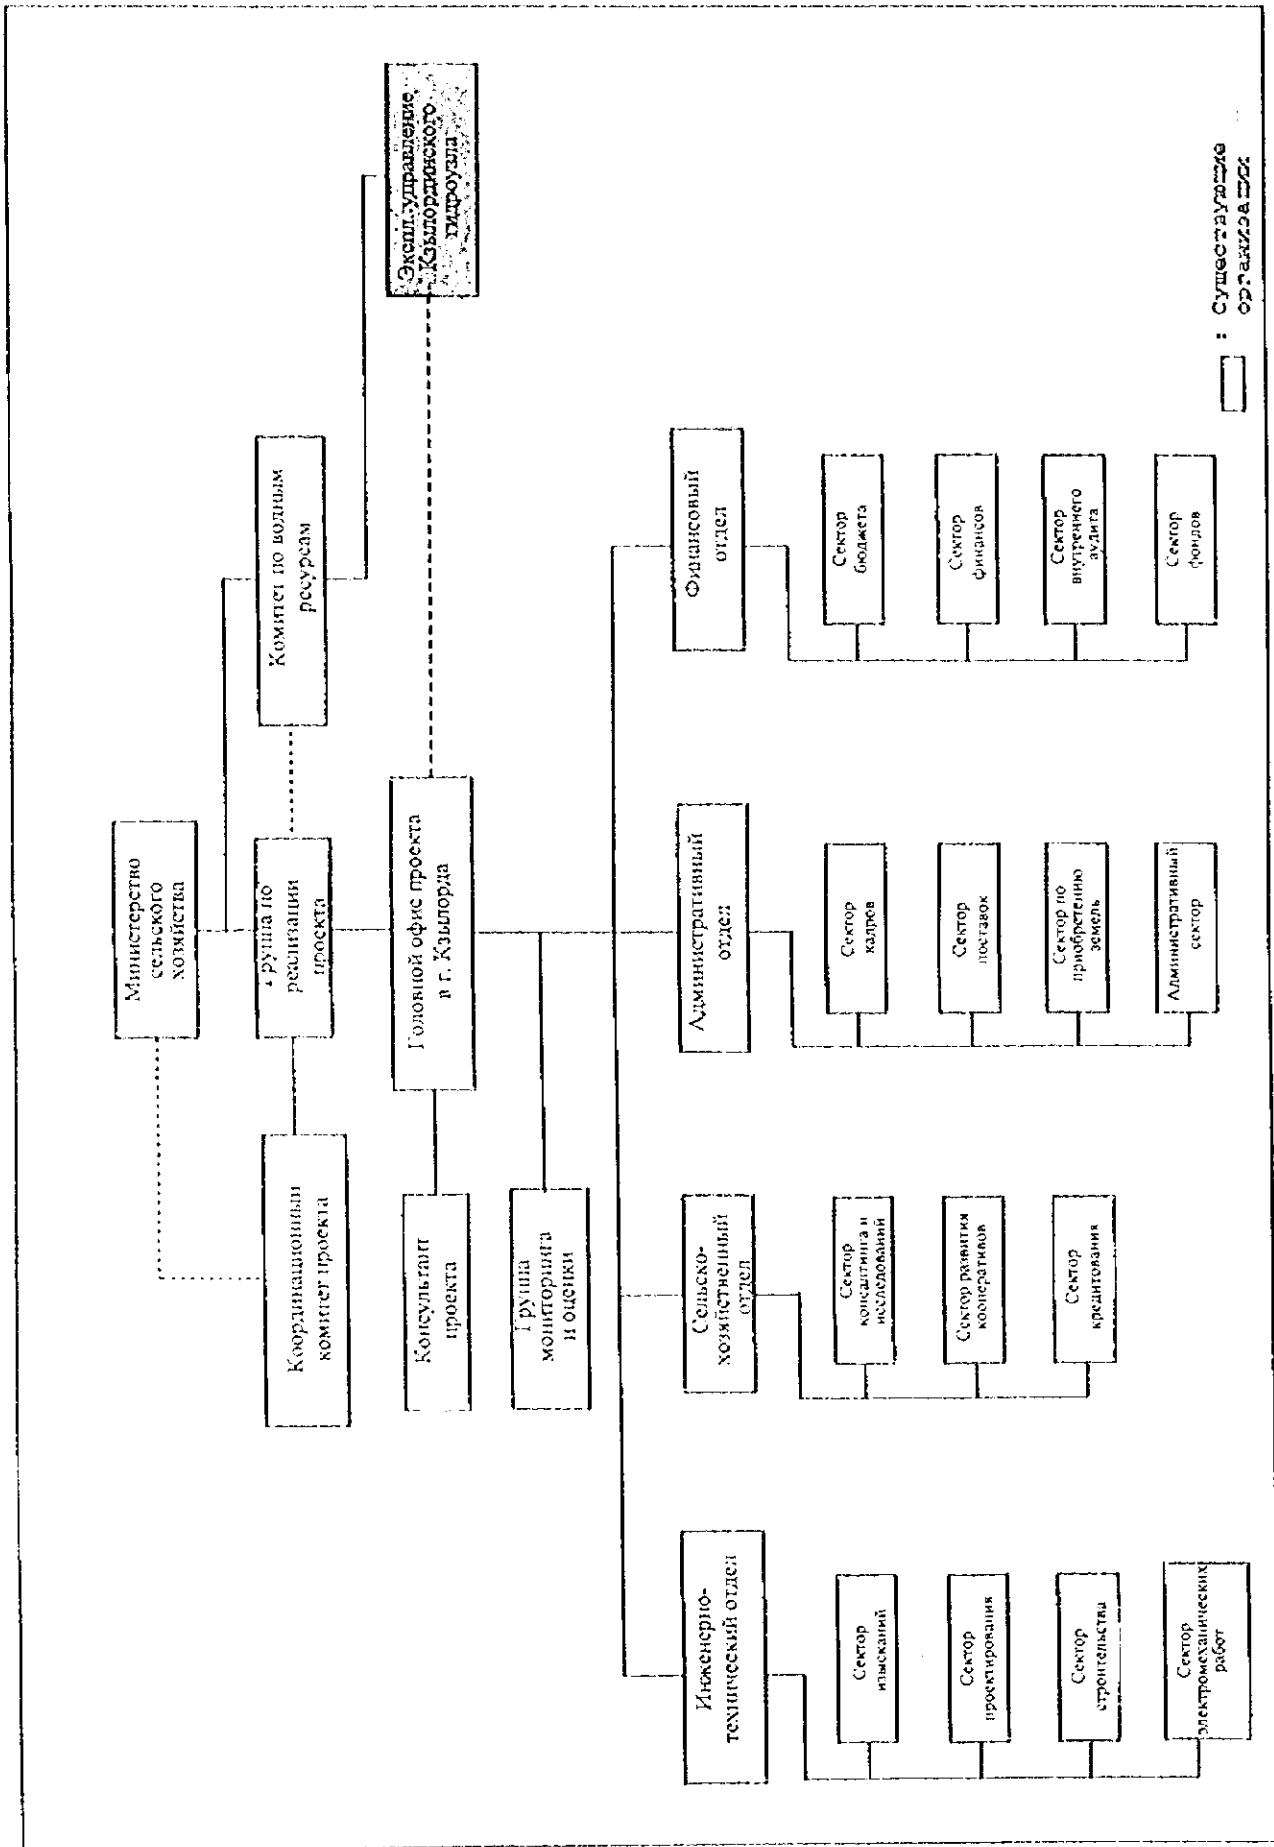 Министерство
сельского
хозяйства
Координационный
комитет проекта
Группа по
реализации
проекта
Комитет по водным
ресурсам
Консультант
проекта
Головной офис проекта
в г. Кзылорда
Экспл.управление
Кзылординского
гидроузла
Группа
мониторинга
и оценки
Инженерно-
технический отдел
Сельско-
хозяйственный
отдел
Административный
отдел
Финансовый
отдел
Сектор
изысканий
Сектор
проектирования
Сектор
строительства
Сектор
электромеханических
работ
Сектор
консалтинга и
исследований
Сектор развития
кооперативов
Сектор
кредитования
Сектор
кадров
Сектор
поставок
Сектор по
приобретению
земель
Административный
сектор
Сектор
бюджета
Сектор
финансов
Сектор
внутреннего
аудита
Сектор
фондов
: Существующие
организации